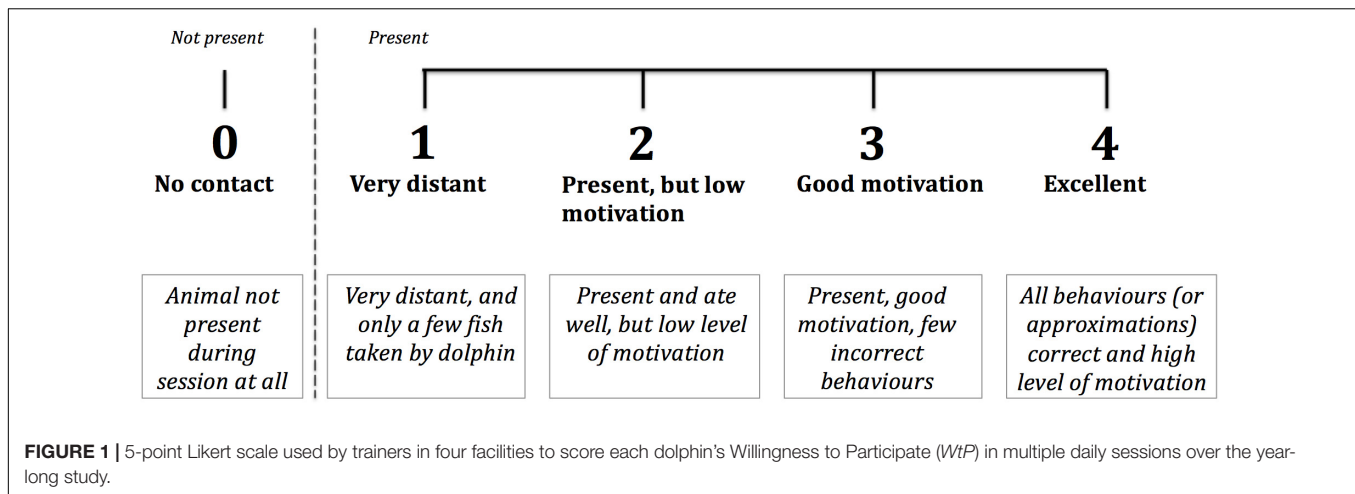 Not present
Present
0
1
2
3
4
No contact
Very distant
Present, but low
motivation
Good motivation
Excellent
Animal not
present
during
session at all
Very distant, and
only a few fish
taken by dolphin
Present and ate
well, but low level
of motivation
Present, good
motivation, few
incorrect
behaviours
All behaviours (or
approximations)
correct and high
level of motivation
FIGURE 1 | 5-point Likert scale used by trainers in four facilities to score each dolphin's Willingness to Participate (WtP) in multiple daily sessions over the year-
long study.